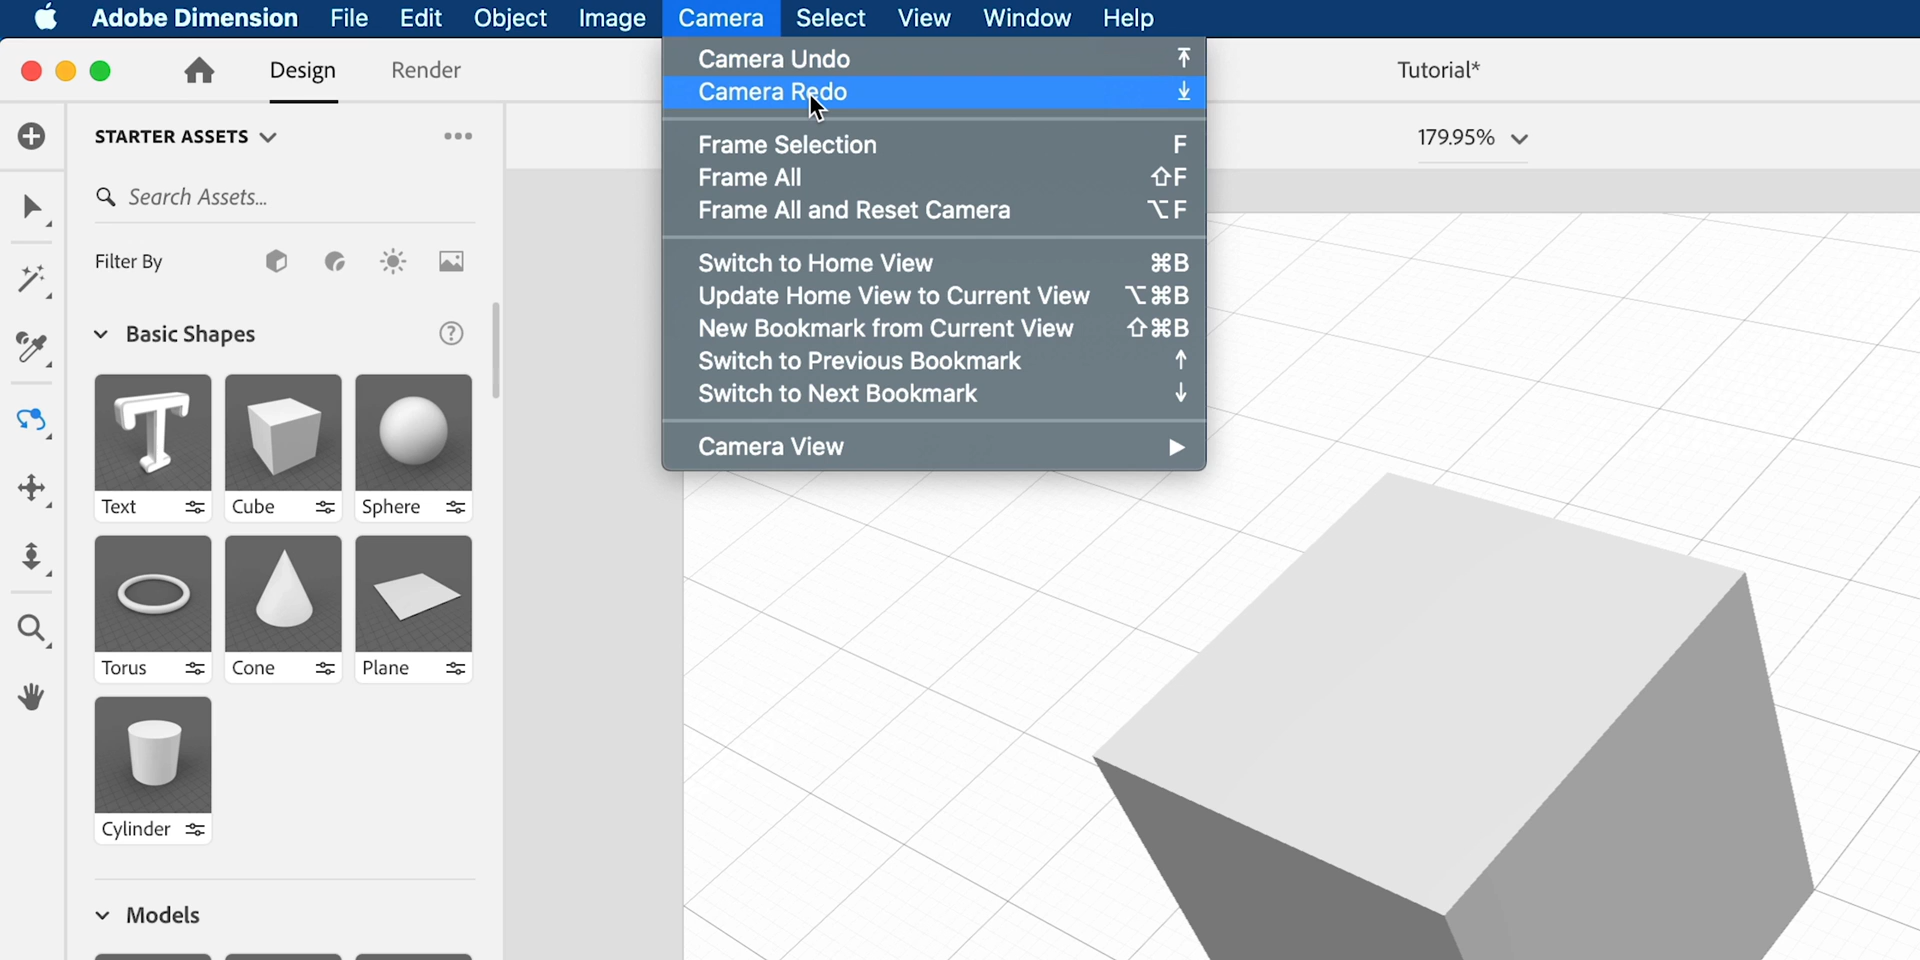 Adobe Dimension File Edit Object Image Camera Select View Window Help
Design Render Tutorial*
Camera Undo ⤒
Camera Redo ⤓
Frame Selection F
Frame All ⇧F
Frame All and Reset Camera ⌥F
Switch to Home View ⌘B
Update Home View to Current View ⌥⌘B
New Bookmark from Current View ⇧⌘B
Switch to Previous Bookmark ↑
Switch to Next Bookmark ↓
Camera View ▶
179.95%
STARTER ASSETS
Search Assets...
Filter By
Basic Shapes
Text Cube Sphere
Torus Cone Plane
Cylinder
Models